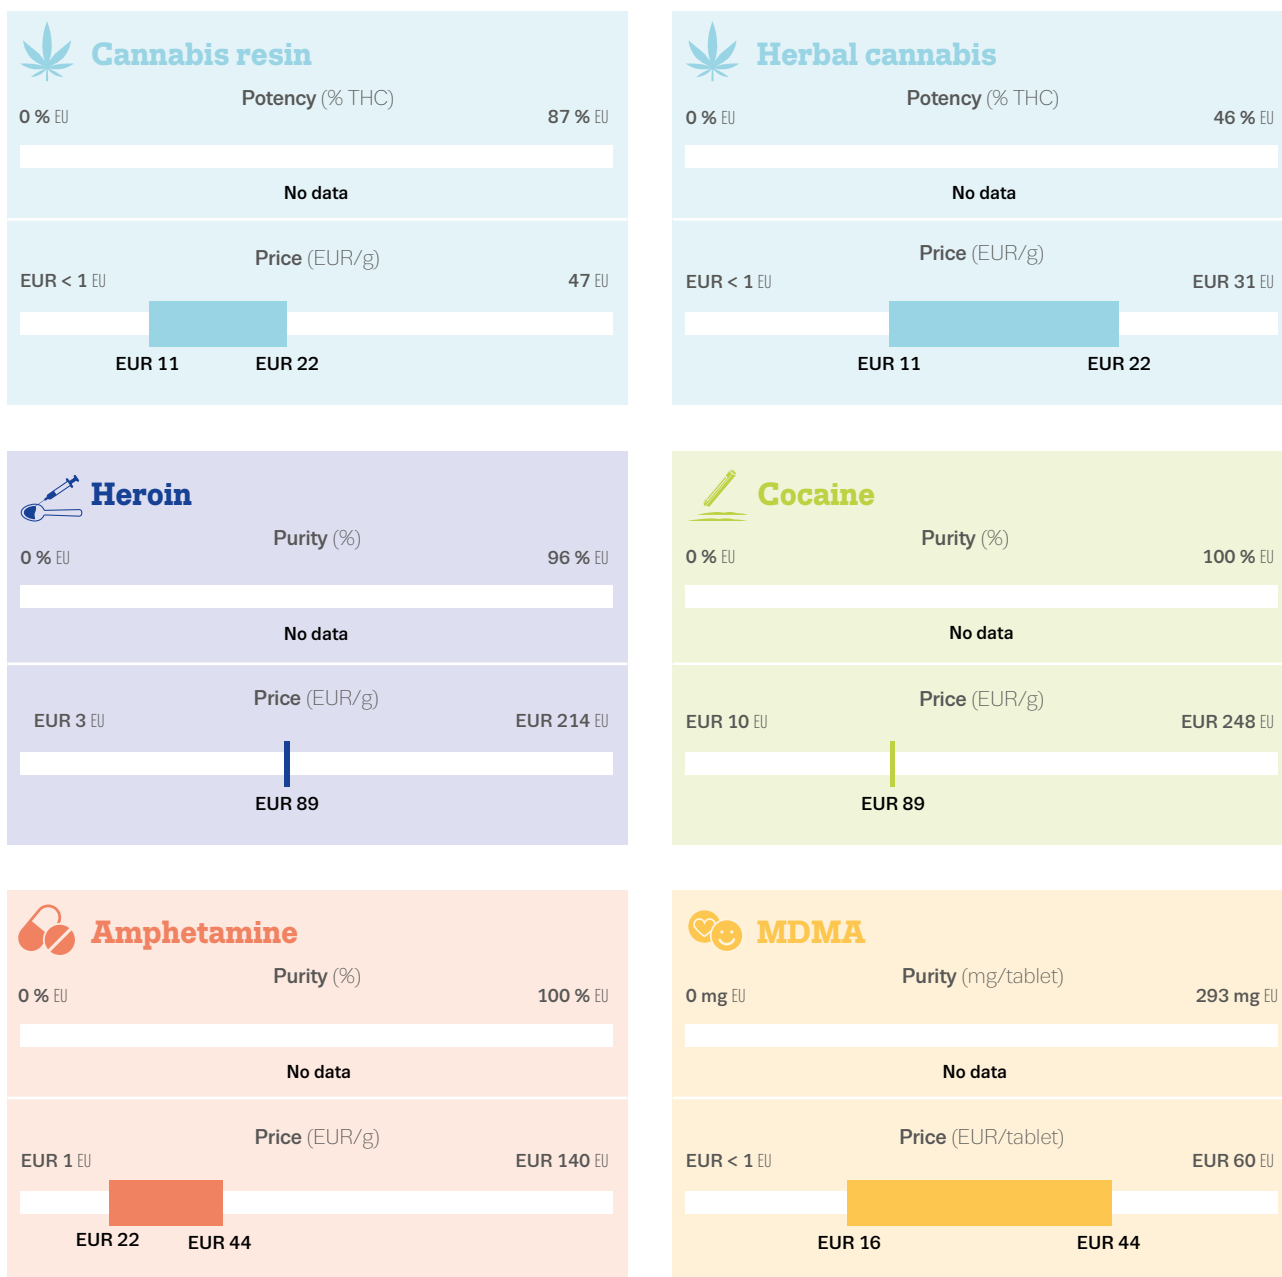 Cannabis resin
Potency (% THC)
0 % EU 87 % EU
No data
Price (EUR/g)
EUR < 1 EU 47 EU
EUR 11 EUR 22
Herbal cannabis
Potency (% THC)
0 % EU 46 % EU
No data
Price (EUR/g)
EUR < 1 EU EUR 31 EU
EUR 11 EUR 22
Heroin
Purity (%)
0 % EU 96 % EU
No data
Price (EUR/g)
EUR 3 EU EUR 214 EU
EUR 89
Cocaine
Purity (%)
0 % EU 100 % EU
No data
Price (EUR/g)
EUR 10 EU EUR 248 EU
EUR 89
Amphetamine
Purity (%)
0 % EU 100 % EU
No data
Price (EUR/g)
EUR 1 EU EUR 140 EU
EUR 22 EUR 44
MDMA
Purity (mg/tablet)
0 mg EU 293 mg EU
No data
Price (EUR/tablet)
EUR < 1 EU EUR 60 EU
EUR 16 EUR 44